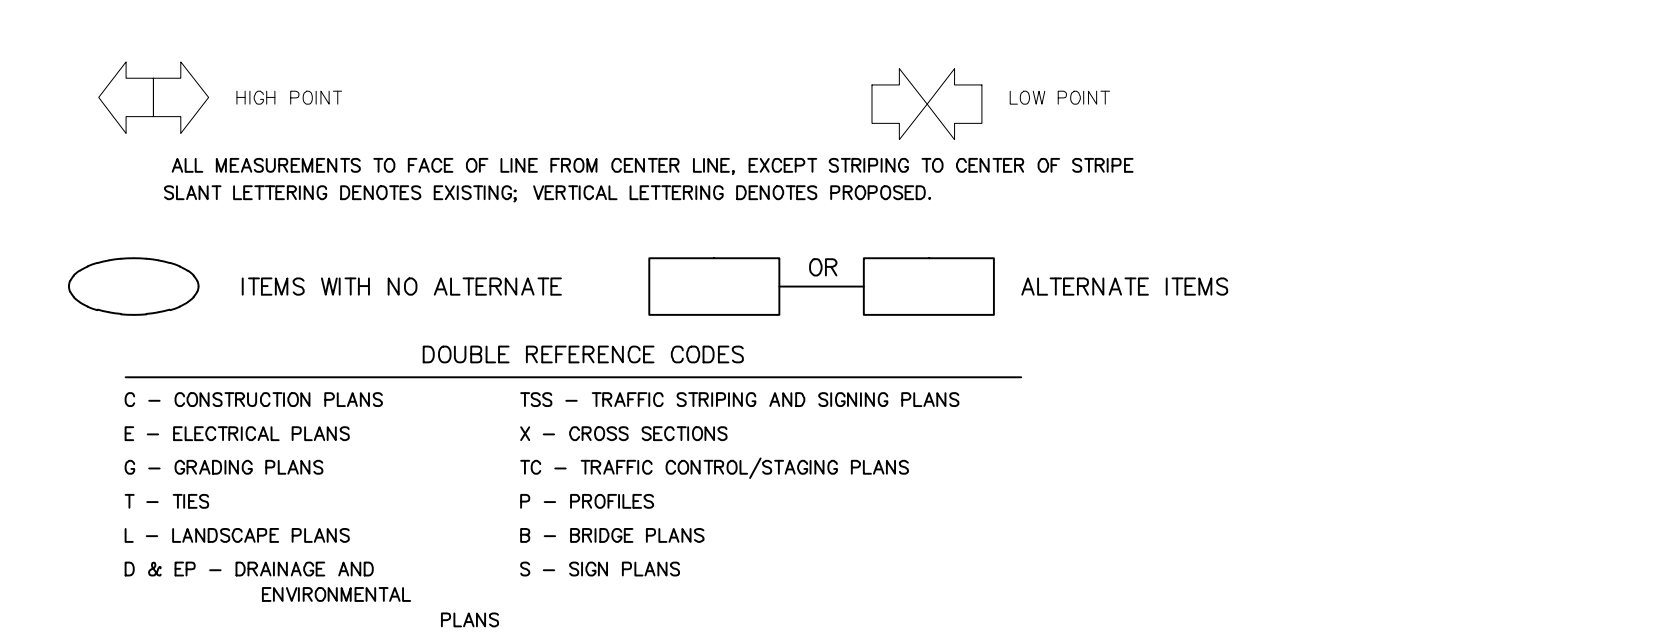 HIGH POINT
LOW POINT
ALL MEASUREMENTS TO FACE OF LINE FROM CENTER LINE, EXCEPT STRIPING TO CENTER OF STRIPE
SLANT LETTERING DENOTES EXISTING; VERTICAL LETTERING DENOTES PROPOSED.
ITEMS WITH NO ALTERNATE
OR
ALTERNATE ITEMS
DOUBLE REFERENCE CODES
C – CONSTRUCTION PLANS
E – ELECTRICAL PLANS
G – GRADING PLANS
T – TIES
L – LANDSCAPE PLANS
D & EP – DRAINAGE AND
ENVIRONMENTAL
PLANS
TSS – TRAFFIC STRIPING AND SIGNING PLANS
X – CROSS SECTIONS
TC – TRAFFIC CONTROL/STAGING PLANS
P – PROFILES
B – BRIDGE PLANS
S – SIGN PLANS